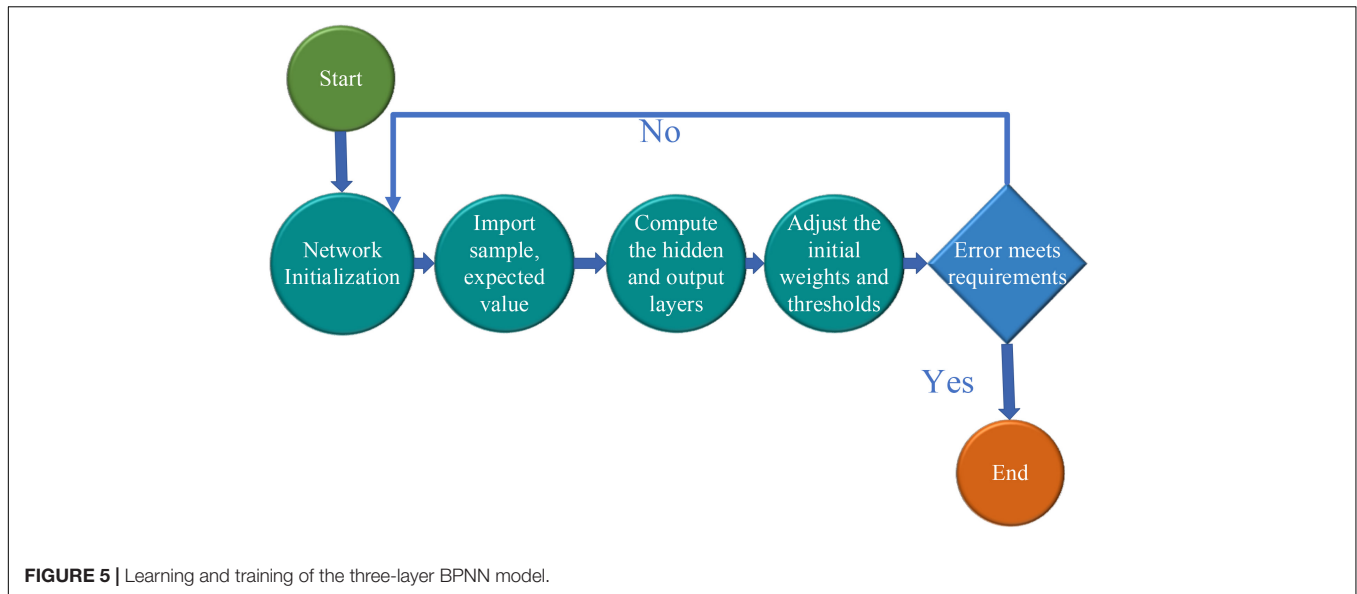 Start
No
Network
Initialization
Import
sample,
expected
value
Compute
the hidden
and output
layers
Adjust the
initial
weights and
thresholds
Error meets
requirements
Yes
End
FIGURE 5 | Learning and training of the three-layer BPNN model.